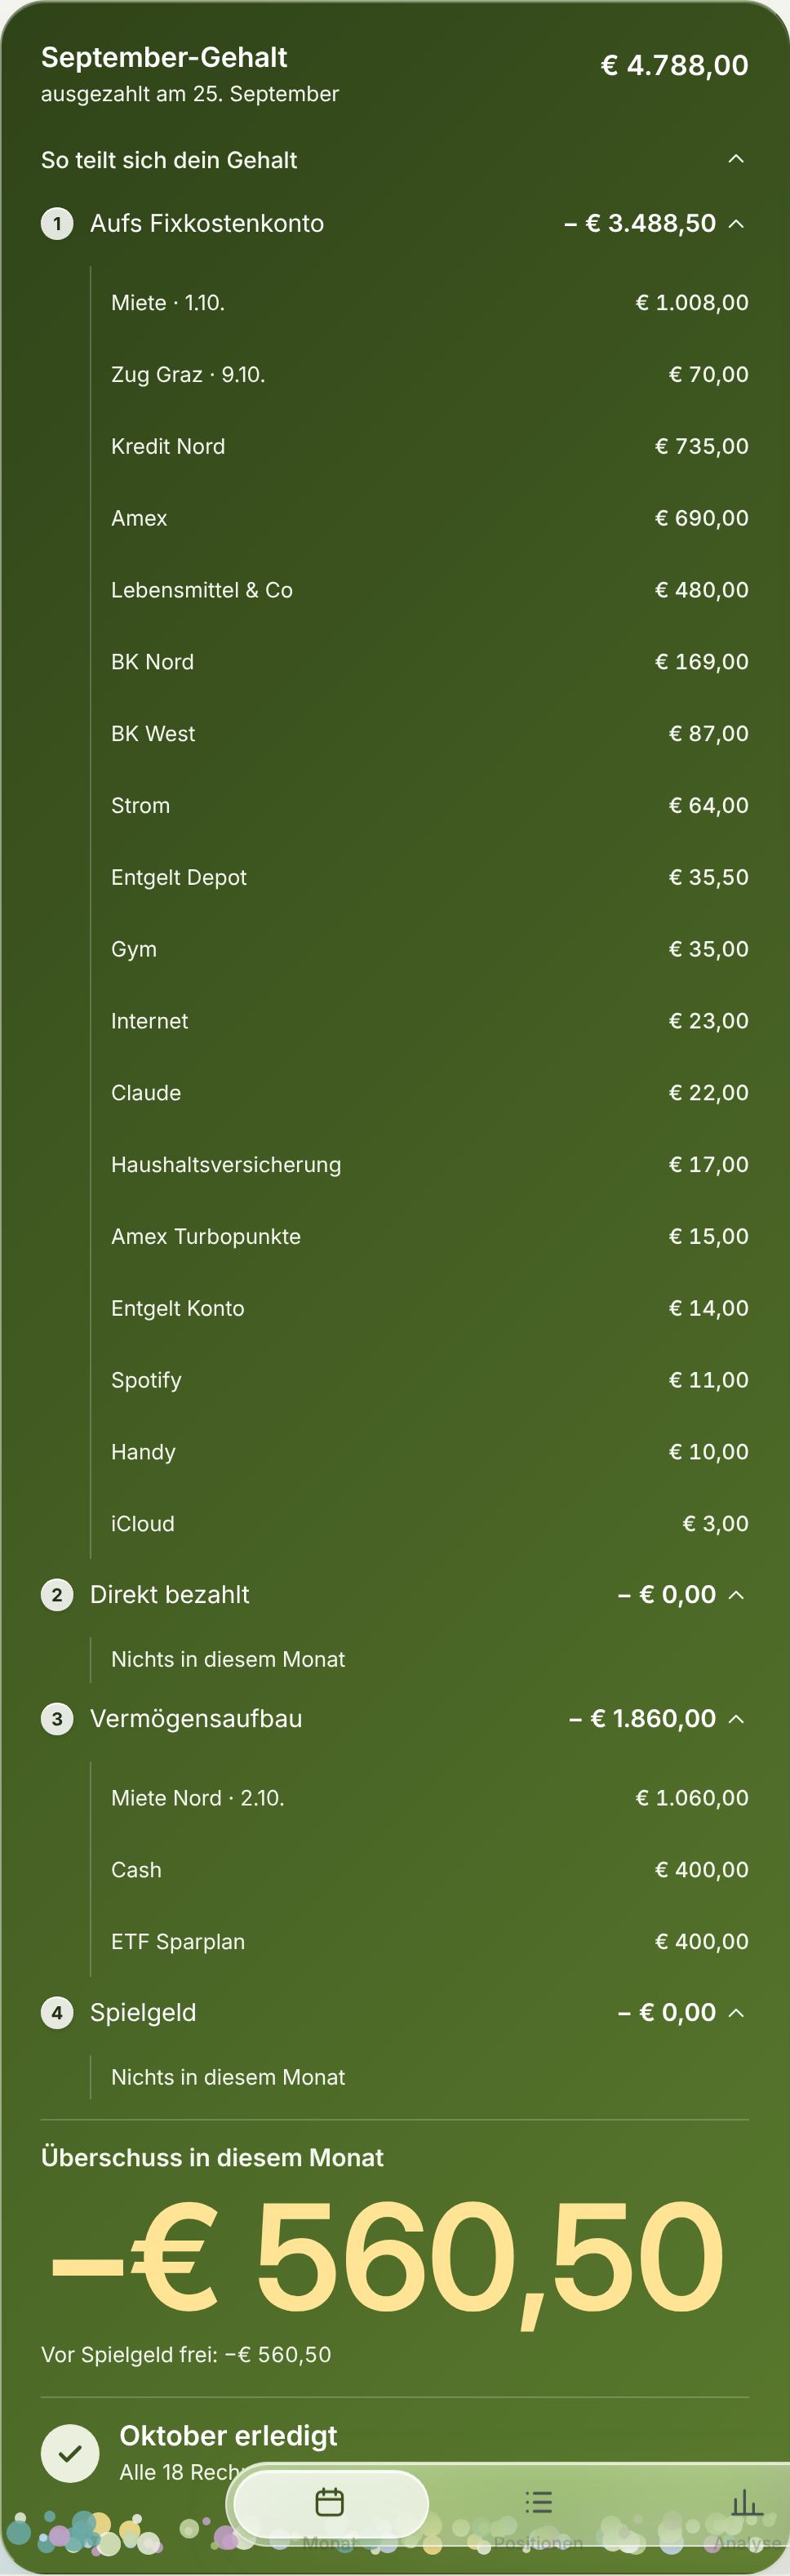 September-Gehalt
€ 4.788,00
ausgezahlt am 25. September
So teilt sich dein Gehalt
1 Aufs Fixkostenkonto – € 3.488,50
Miete · 1.10. € 1.008,00
Zug Graz · 9.10. € 70,00
Kredit Nord € 735,00
Amex € 690,00
Lebensmittel & Co € 480,00
BK Nord € 169,00
BK West € 87,00
Strom € 64,00
Entgelt Depot € 35,50
Gym € 35,00
Internet € 23,00
Claude € 22,00
Haushaltsversicherung € 17,00
Amex Turbopunkte € 15,00
Entgelt Konto € 14,00
Spotify € 11,00
Handy € 10,00
iCloud € 3,00
2 Direkt bezahlt – € 0,00
Nichts in diesem Monat
3 Vermögensaufbau – € 1.860,00
Miete Nord · 2.10. € 1.060,00
Cash € 400,00
ETF Sparplan € 400,00
4 Spielgeld – € 0,00
Nichts in diesem Monat
Überschuss in diesem Monat
–€ 560,50
Vor Spielgeld frei: –€ 560,50
Oktober erledigt
Alle 18
Monat Positionen Analyse